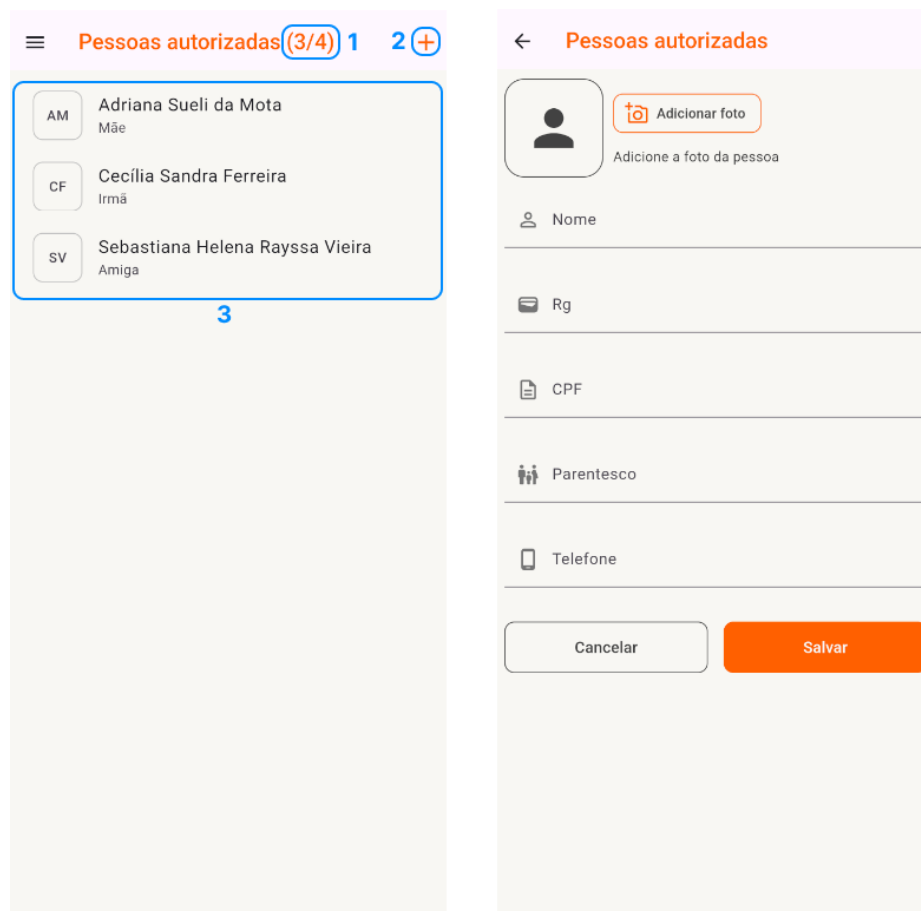 Pessoas autorizadas (3/4) 1 2 +
AM
Adriana Sueli da Mota
Mãe
CF
Cecília Sandra Ferreira
Irmã
SV
Sebastiana Helena Rayssa Vieira
Amiga
3
Pessoas autorizadas
Adicionar foto
Adicione a foto da pessoa
Nome
Rg
CPF
Parentesco
Telefone
Cancelar Salvar